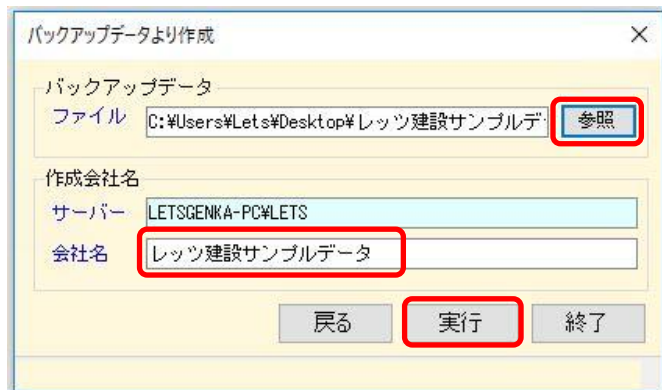 バックアップデータより作成
バックアップデータ
ファイル C:¥Users¥Lets¥Desktop¥レッツ建設サンプルデ 参照
作成会社名
サーバー LETSGENKA-PC¥LETS
会社名 レッツ建設サンプルデータ
戻る 実行 終了